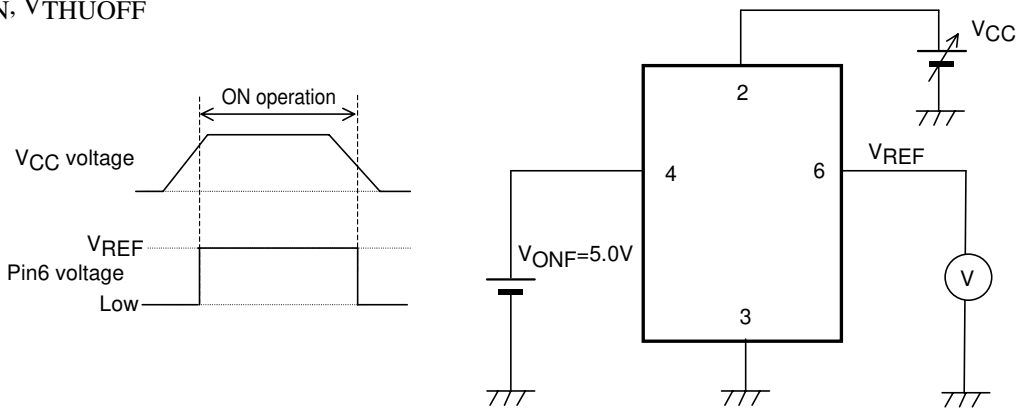 VTHUOFF
ON operation
VCC voltage
VREF
Pin6 voltage
Low
VCC
2
VREF
4
6
VONF=5.0V
V
3